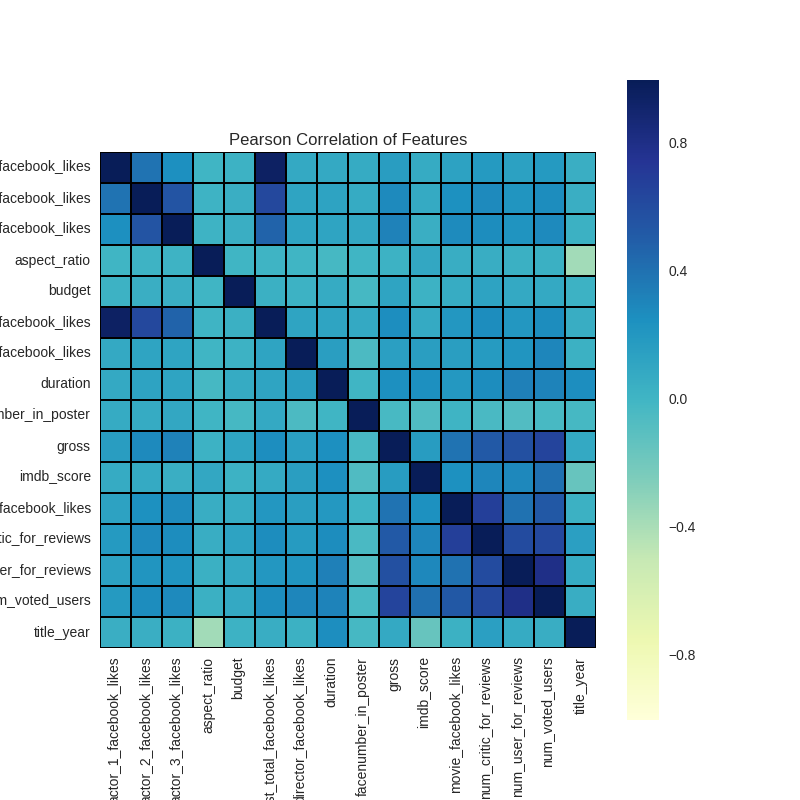 Pearson Correlation of Features
facebook_likes
facebook_likes
facebook_likes
aspect_ratio
budget
facebook_likes
facebook_likes
duration
ber_in_poster
gross
imdb_score
facebook_likes
tic_for_reviews
er_for_reviews
m_voted_users
title_year
actor_1_facebook_likes
actor_2_facebook_likes
actor_3_facebook_likes
aspect_ratio
budget
st_total_facebook_likes
director_facebook_likes
duration
facenumber_in_poster
gross
imdb_score
movie_facebook_likes
num_critic_for_reviews
num_user_for_reviews
num_voted_users
title_year
0.8
0.4
0.0
−0.4
−0.8